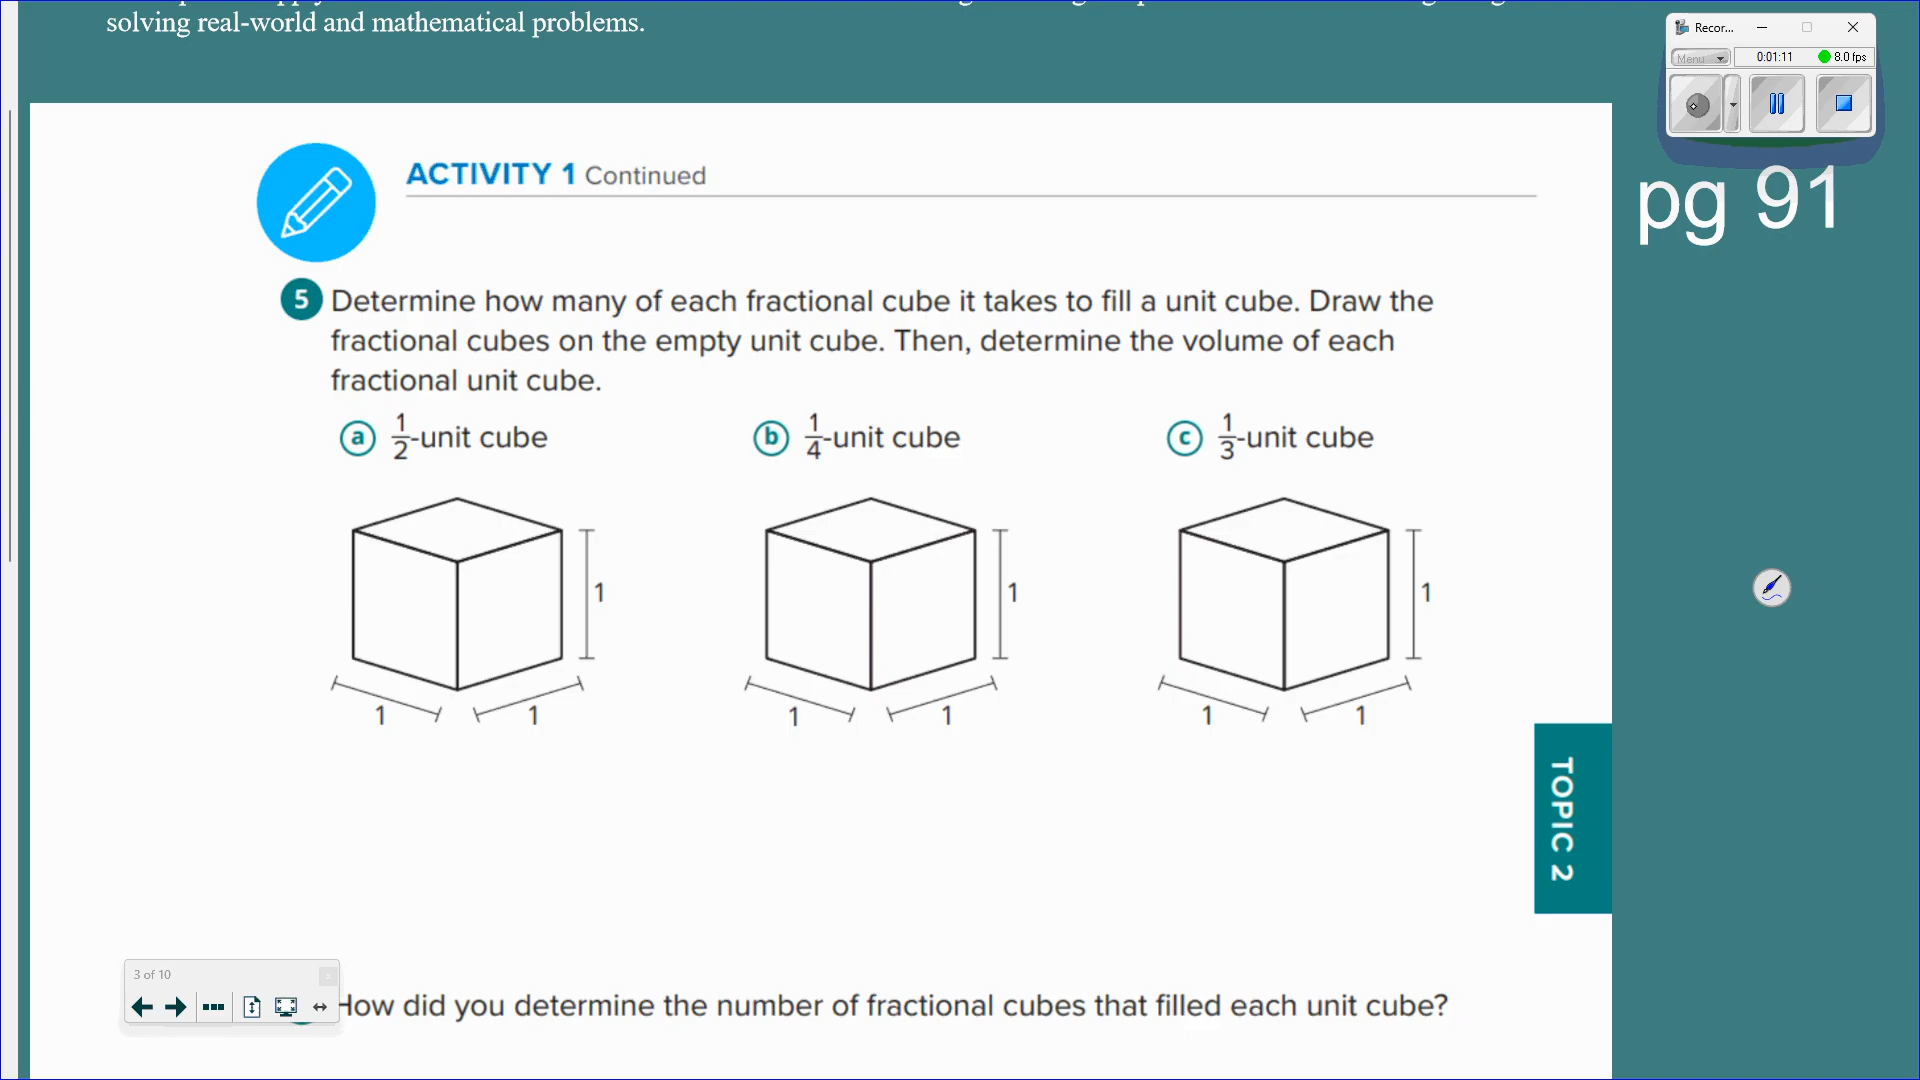 solving real-world and mathematical problems.
Recor...
Menu
0:01:11
8.0 fps
pg 91
ACTIVITY 1 Continued
5 Determine how many of each fractional cube it takes to fill a unit cube. Draw the
fractional cubes on the empty unit cube. Then, determine the volume of each
fractional unit cube.
a 1/2-unit cube
b 1/4-unit cube
c 1/3-unit cube
1
1
1
1
1
1
1
1
1
TOPIC 2
3 of 10
How did you determine the number of fractional cubes that filled each unit cube?